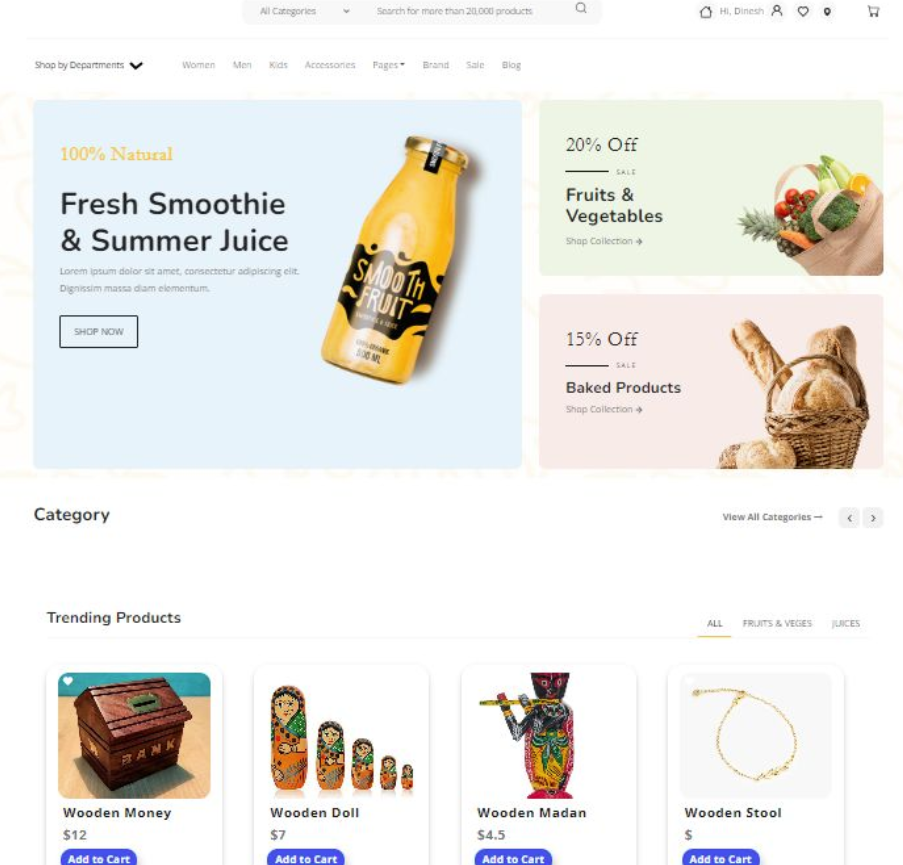 All Categories
Search for more than 20,000 products
Hi, Dinesh
Shop by Departments
Women
Men
Kids
Accessories
Pages
Brand
Sale
Blog
100% Natural
Fresh Smoothie
& Summer Juice
Lorem ipsum dolor sit amet, consectetur adipiscing elit.
Dignissim massa diam elementum.
SHOP NOW
SMOOTH
FRUIT
500 ML
20% Off
SALE
Fruits &
Vegetables
Shop Collection →
15% Off
SALE
Baked Products
Shop Collection →
Category
View All Categories →
Trending Products
ALL
FRUITS & VEGES
JUICES
BANK
Wooden Money
$12
Add to Cart
Wooden Doll
$7
Add to Cart
Wooden Madan
$4.5
Add to Cart
Wooden Stool
$
Add to Cart